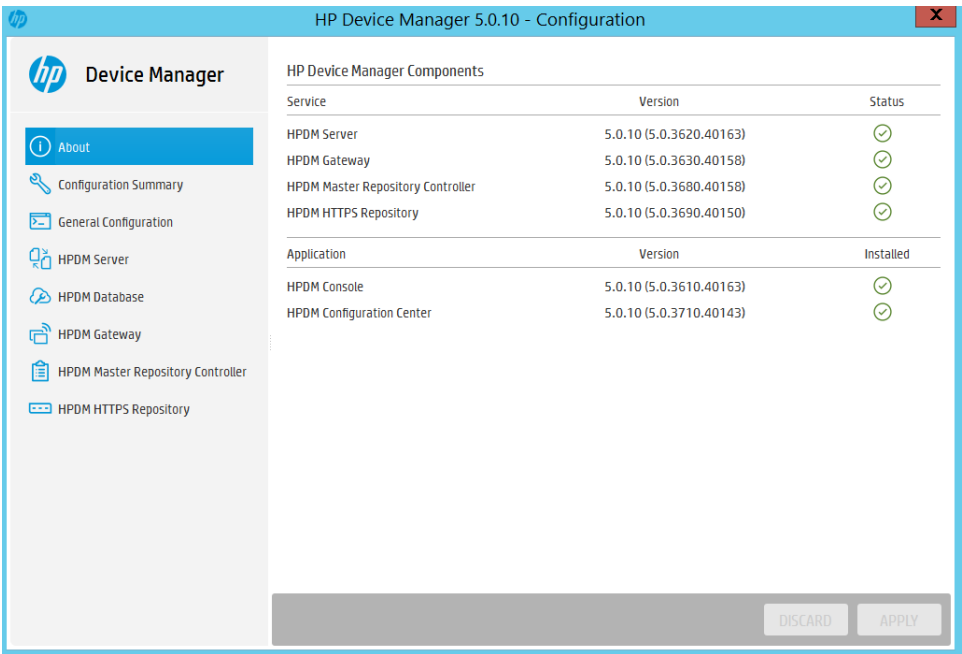 hp
HP Device Manager 5.0.10 - Configuration
X
hp
Device Manager
About
Configuration Summary
General Configuration
HPDM Server
HPDM Database
HPDM Gateway
HPDM Master Repository Controller
HPDM HTTPS Repository
HP Device Manager Components
Service Version Status
HPDM Server 5.0.10 (5.0.3620.40163)
HPDM Gateway 5.0.10 (5.0.3630.40158)
HPDM Master Repository Controller 5.0.10 (5.0.3680.40158)
HPDM HTTPS Repository 5.0.10 (5.0.3690.40150)
Application Version Installed
HPDM Console 5.0.10 (5.0.3610.40163)
HPDM Configuration Center 5.0.10 (5.0.3710.40143)
DISCARD APPLY